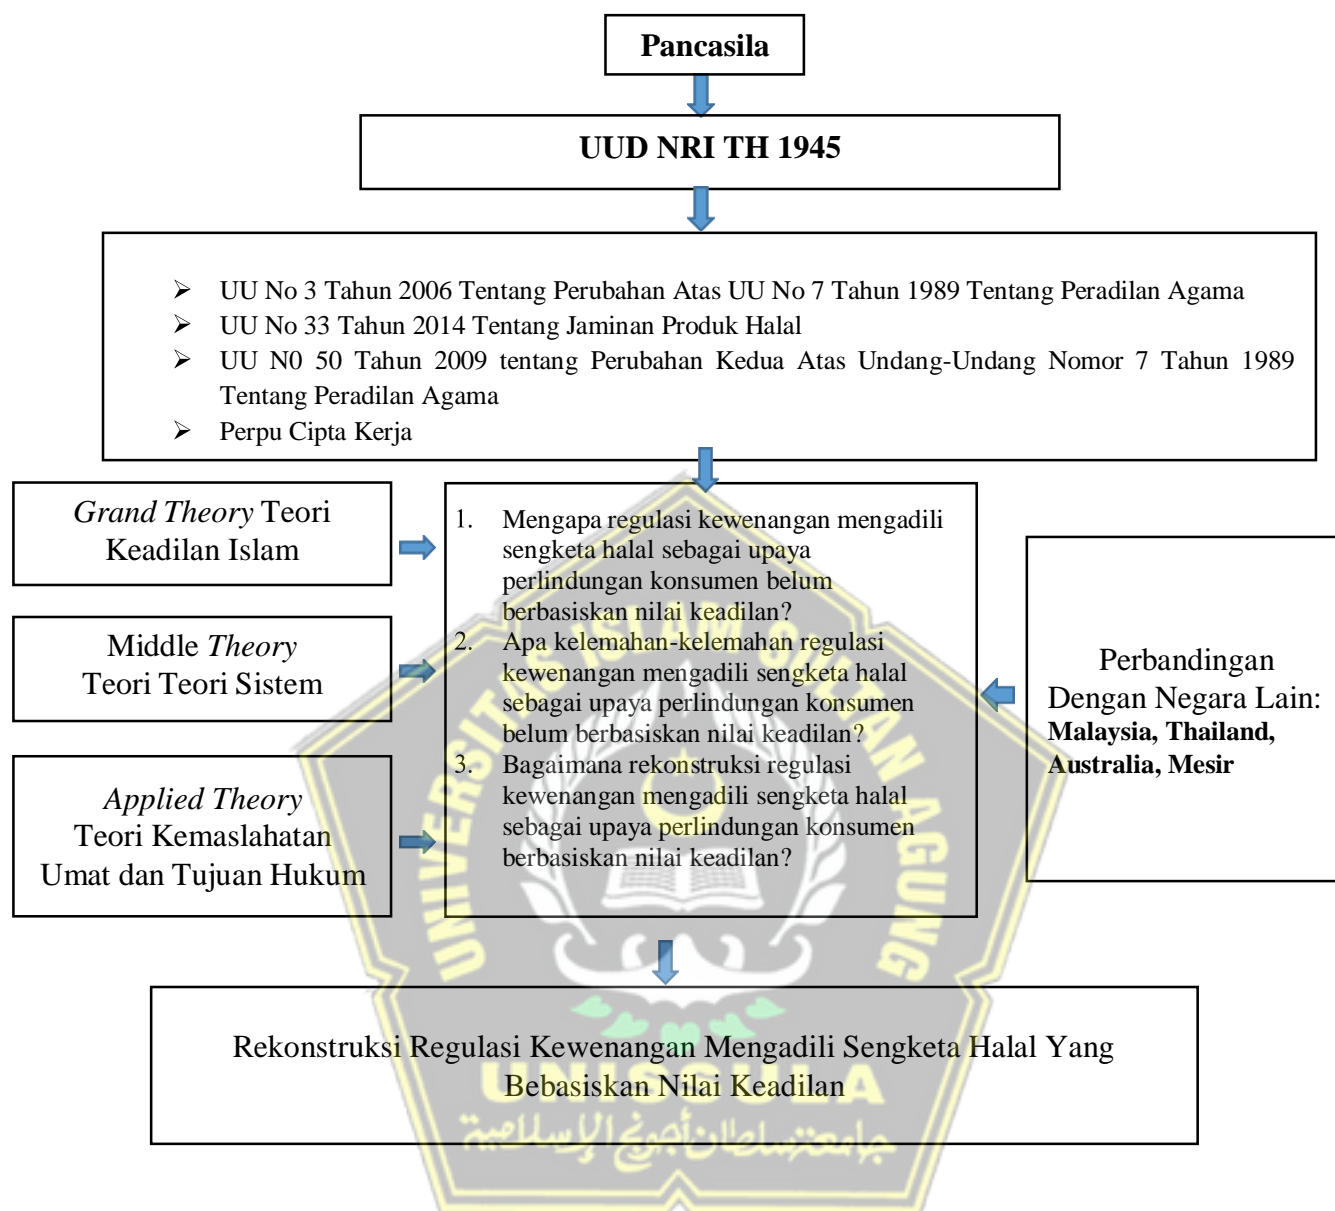 Pancasila
UUD NRI TH 1945
➢ UU No 3 Tahun 2006 Tentang Perubahan Atas UU No 7 Tahun 1989 Tentang Peradilan Agama
➢ UU No 33 Tahun 2014 Tentang Jaminan Produk Halal
➢ UU N0 50 Tahun 2009 tentang Perubahan Kedua Atas Undang-Undang Nomor 7 Tahun 1989
Tentang Peradilan Agama
➢ Perpu Cipta Kerja
Grand Theory Teori
Keadilan Islam
Middle Theory
Teori Teori Sistem
Applied Theory
Teori Kemaslahatan
Umat dan Tujuan Hukum
1. Mengapa regulasi kewenangan mengadili
sengketa halal sebagai upaya
perlindungan konsumen belum
berbasiskan nilai keadilan?
2. Apa kelemahan-kelemahan regulasi
kewenangan mengadili sengketa halal
sebagai upaya perlindungan konsumen
belum berbasiskan nilai keadilan?
3. Bagaimana rekonstruksi regulasi
kewenangan mengadili sengketa halal
sebagai upaya perlindungan konsumen
berbasiskan nilai keadilan?
Perbandingan
Dengan Negara Lain:
Malaysia, Thailand,
Australia, Mesir
Rekonstruksi Regulasi Kewenangan Mengadili Sengketa Halal Yang
Bebasiskan Nilai Keadilan
UNIVERSITAS ISLAM SULTAN AGUNG
UNISSULA
جامعتسلطان أجونج الإسلامية